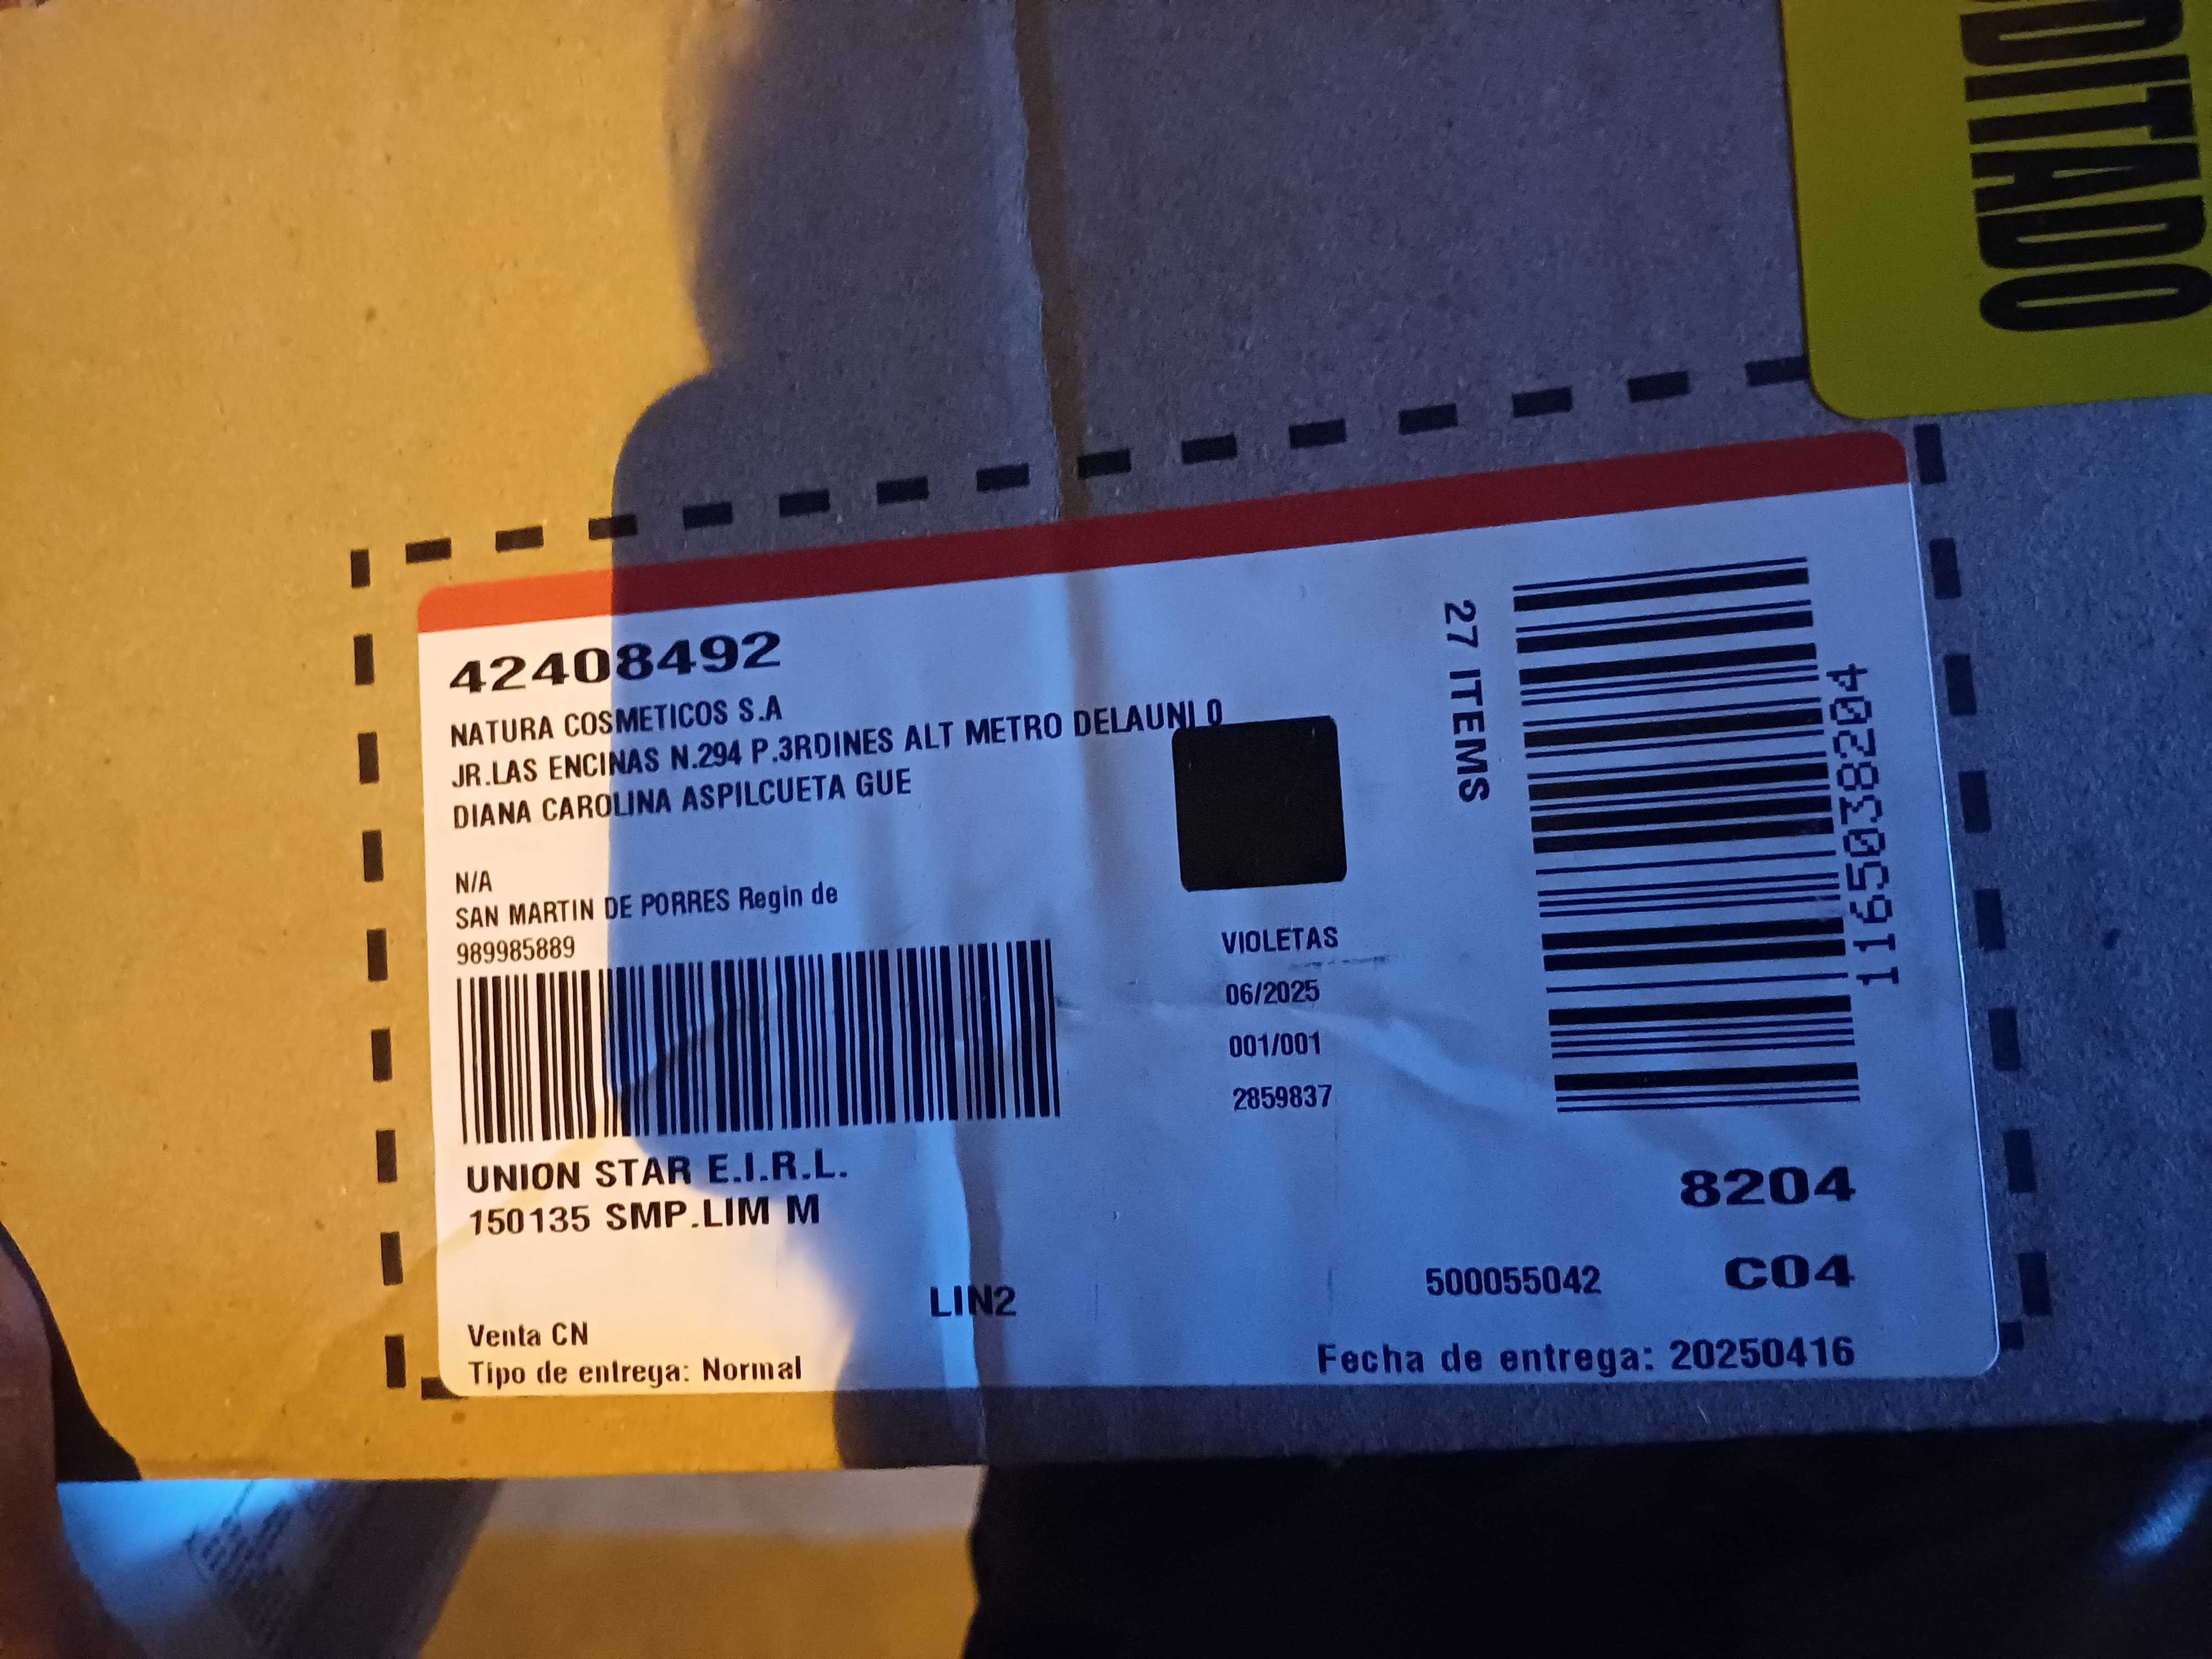 DITADO
42408492
NATURA COSMETICOS S.A
JR.LAS ENCINAS N.294 P.3RDINES ALT METRO DELAUNI 0
DIANA CAROLINA ASPILCUETA GUE
N/A
SAN MARTIN DE PORRES Regin de
989985889
UNION STAR E.I.R.L.
150135 SMP.LIM M
LIN2
Venta CN
Tipo de entrega: Normal
VIOLETAS
06/2025
001/001
2859837
27 ITEMS
1165038204
8204
500055042 C04
Fecha de entrega: 20250416